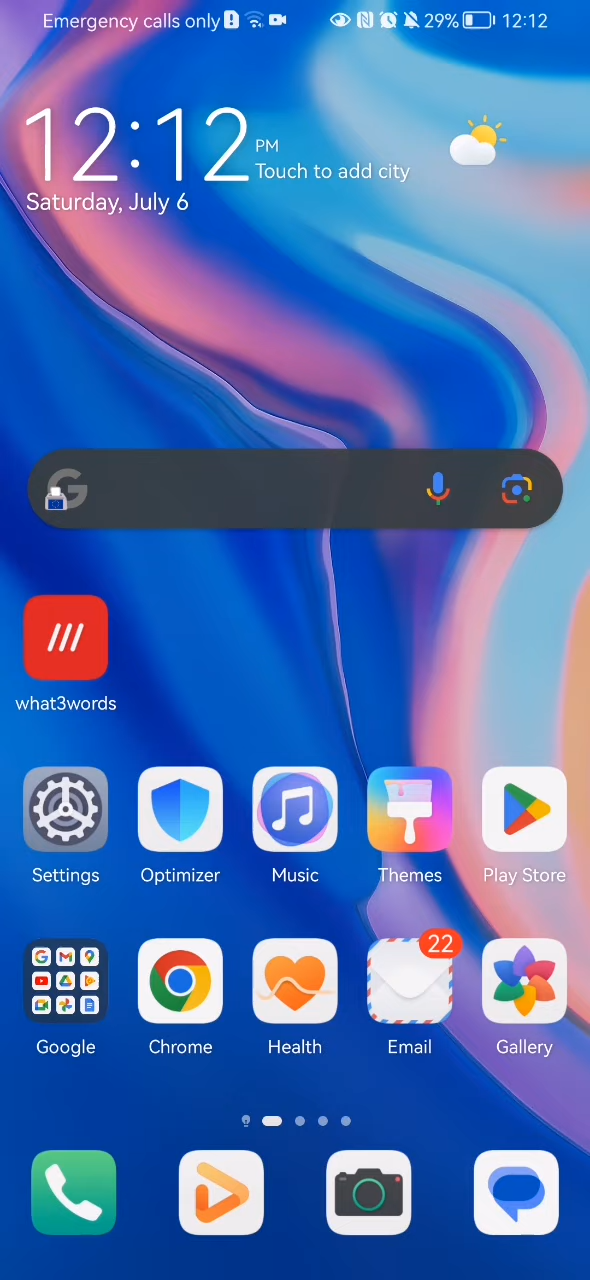 Emergency calls only 29% 12:12
12:12 PM
Touch to add city
Saturday, July 6
what3words
Settings Optimizer Music Themes Play Store
22
Google Chrome Health Email Gallery